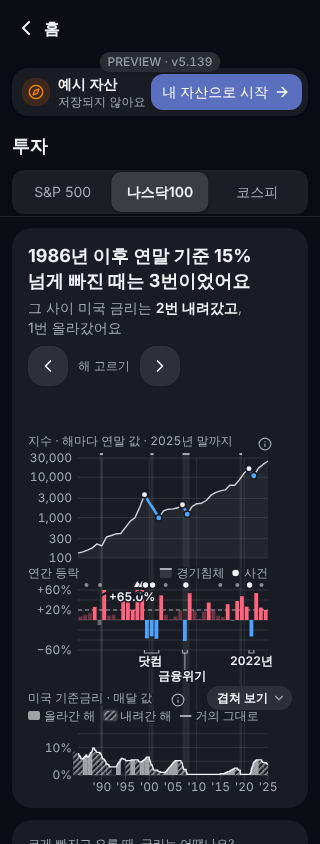 홈
PREVIEW · v5.139
예시 자산
저장되지 않아요
내 자산으로 시작
투자
S&P 500
나스닥100
코스피
1986년 이후 연말 기준 15%
넘게 빠진 때는 3번이었어요
그 사이 미국 금리는 2번 내려갔고,
1번 올라갔어요
해 고르기
지수 · 해마다 연말 값 · 2025년 말까지
30,000
10,000
3,000
1,000
300
100
연간 등락
경기침체
사건
+60%
+65.0%
+20%
−60%
닷컴
2022년
금융위기
미국 기준금리 · 매달 값
겹쳐 보기
올라간 해
내려간 해
거의 그대로
10%
0%
'90 '95 '00 '05 '10 '15 '20 '25